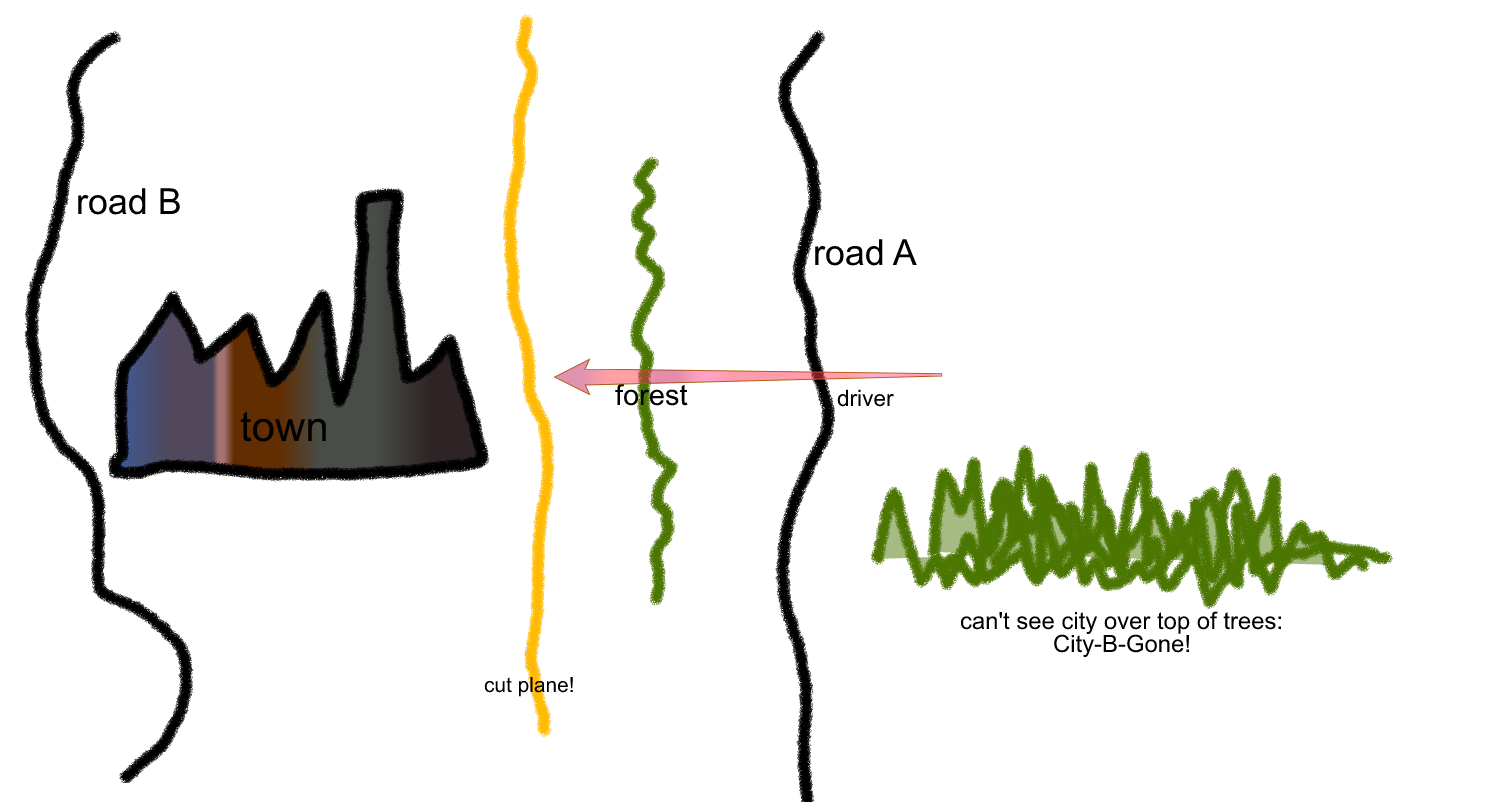 road B
road A
forest
driver
town
can't see city over top of trees:
City-B-Gone!
cut plane!